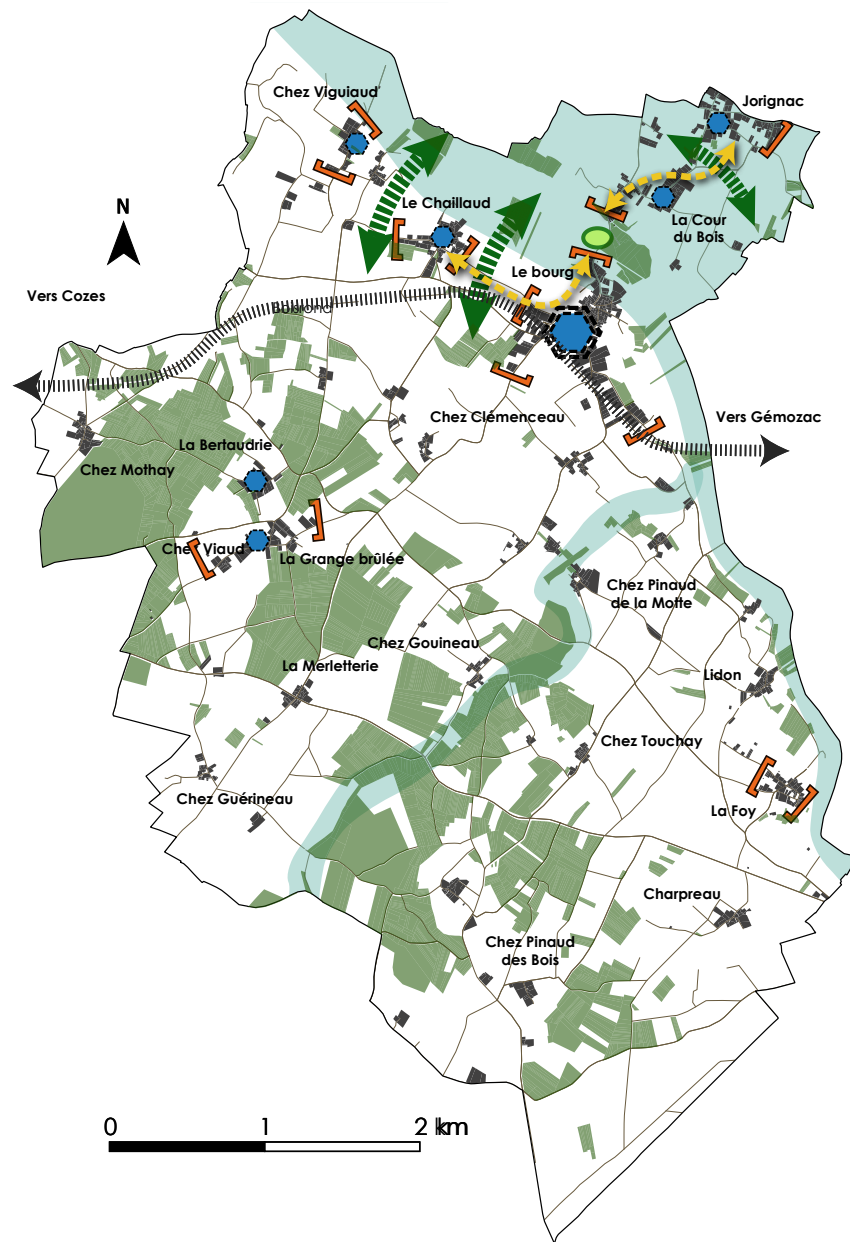 Chez Viguiaud
Jorignac
N
Le Chaillaud
La Cour
du Bois
Le bourg
Vers Cozes
Boisrond
Chez Clémenceau
Vers Gémozac
La Bertaudrie
Chez Mothay
Chez Viaud
La Grange brûlée
Chez Pinaud
de la Motte
Chez Gouineau
La Merletterie
Lidon
Chez Touchay
Chez Guérineau
La Foy
Charpreau
Chez Pinaud
des Bois
0 1 2 km